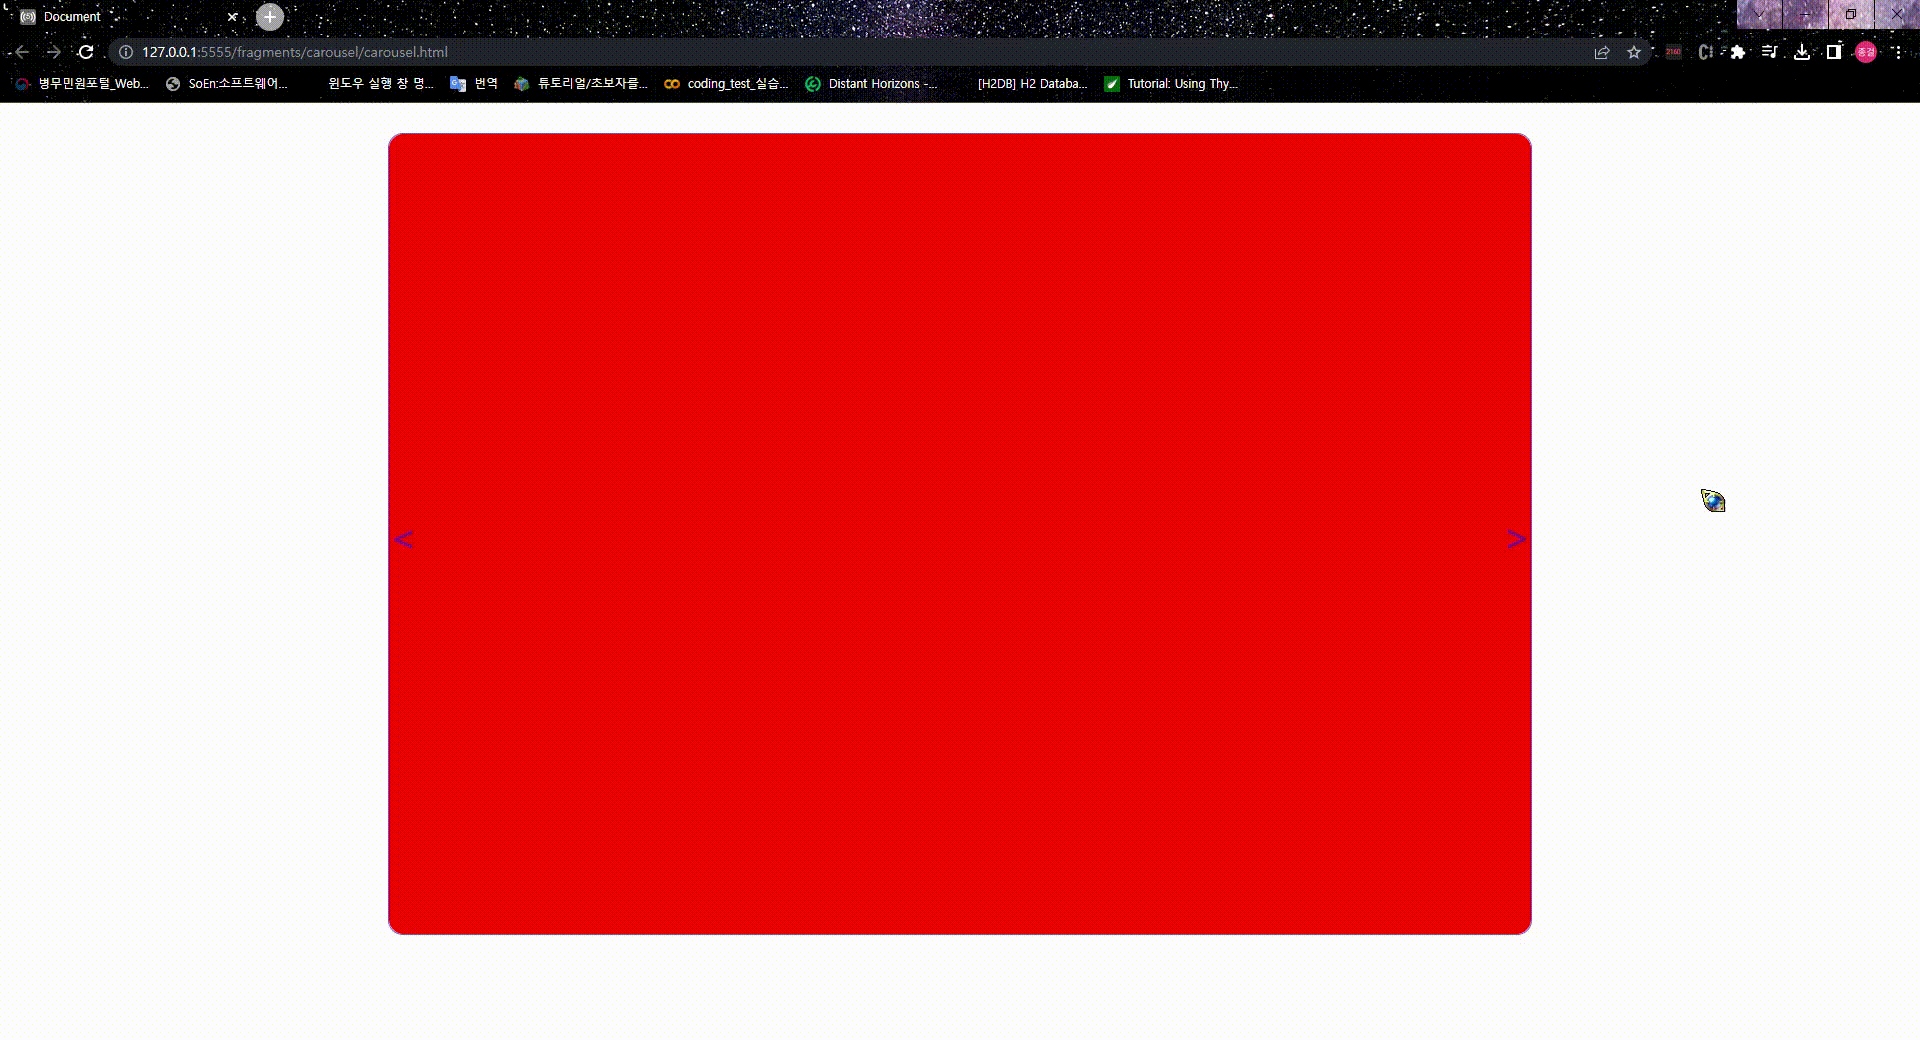 Document
127.0.0.1:5555/fragments/carousel/carousel.html
2160
종걸
병무민원포털_Web...
SoEn:소프트웨어...
윈도우 실행 창 명...
번역
튜토리얼/초보자를...
coding_test_실습...
Distant Horizons -...
[H2DB] H2 Databa...
Tutorial: Using Thy...
< >